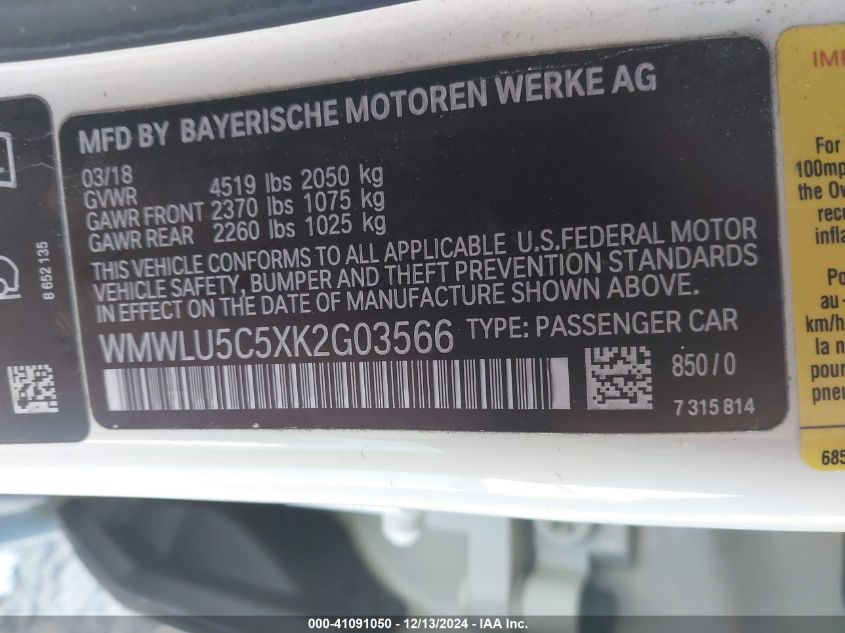 MFD BY BAYERISCHE MOTOREN WERKE AG
03/18
GVWR 4519 lbs 2050 kg
GAWR FRONT 2370 lbs 1075 kg
GAWR REAR 2260 lbs 1025 kg
THIS VEHICLE CONFORMS TO ALL APPLICABLE U.S.FEDERAL MOTOR
VEHICLE SAFETY, BUMPER AND THEFT PREVENTION STANDARDS
IN EFFECT ON THE DATE OF MANUFACTURE SHOWN ABOVE.
WMWLU5C5XK2G03566 TYPE: PASSENGER CAR
850/0
7 315 814
8 652 135
For
100mp
the Ov
rec
infla
Po
au-
km/h
la n
pour
pneu
685
000-41091050 - 12/13/2024 - IAA Inc.